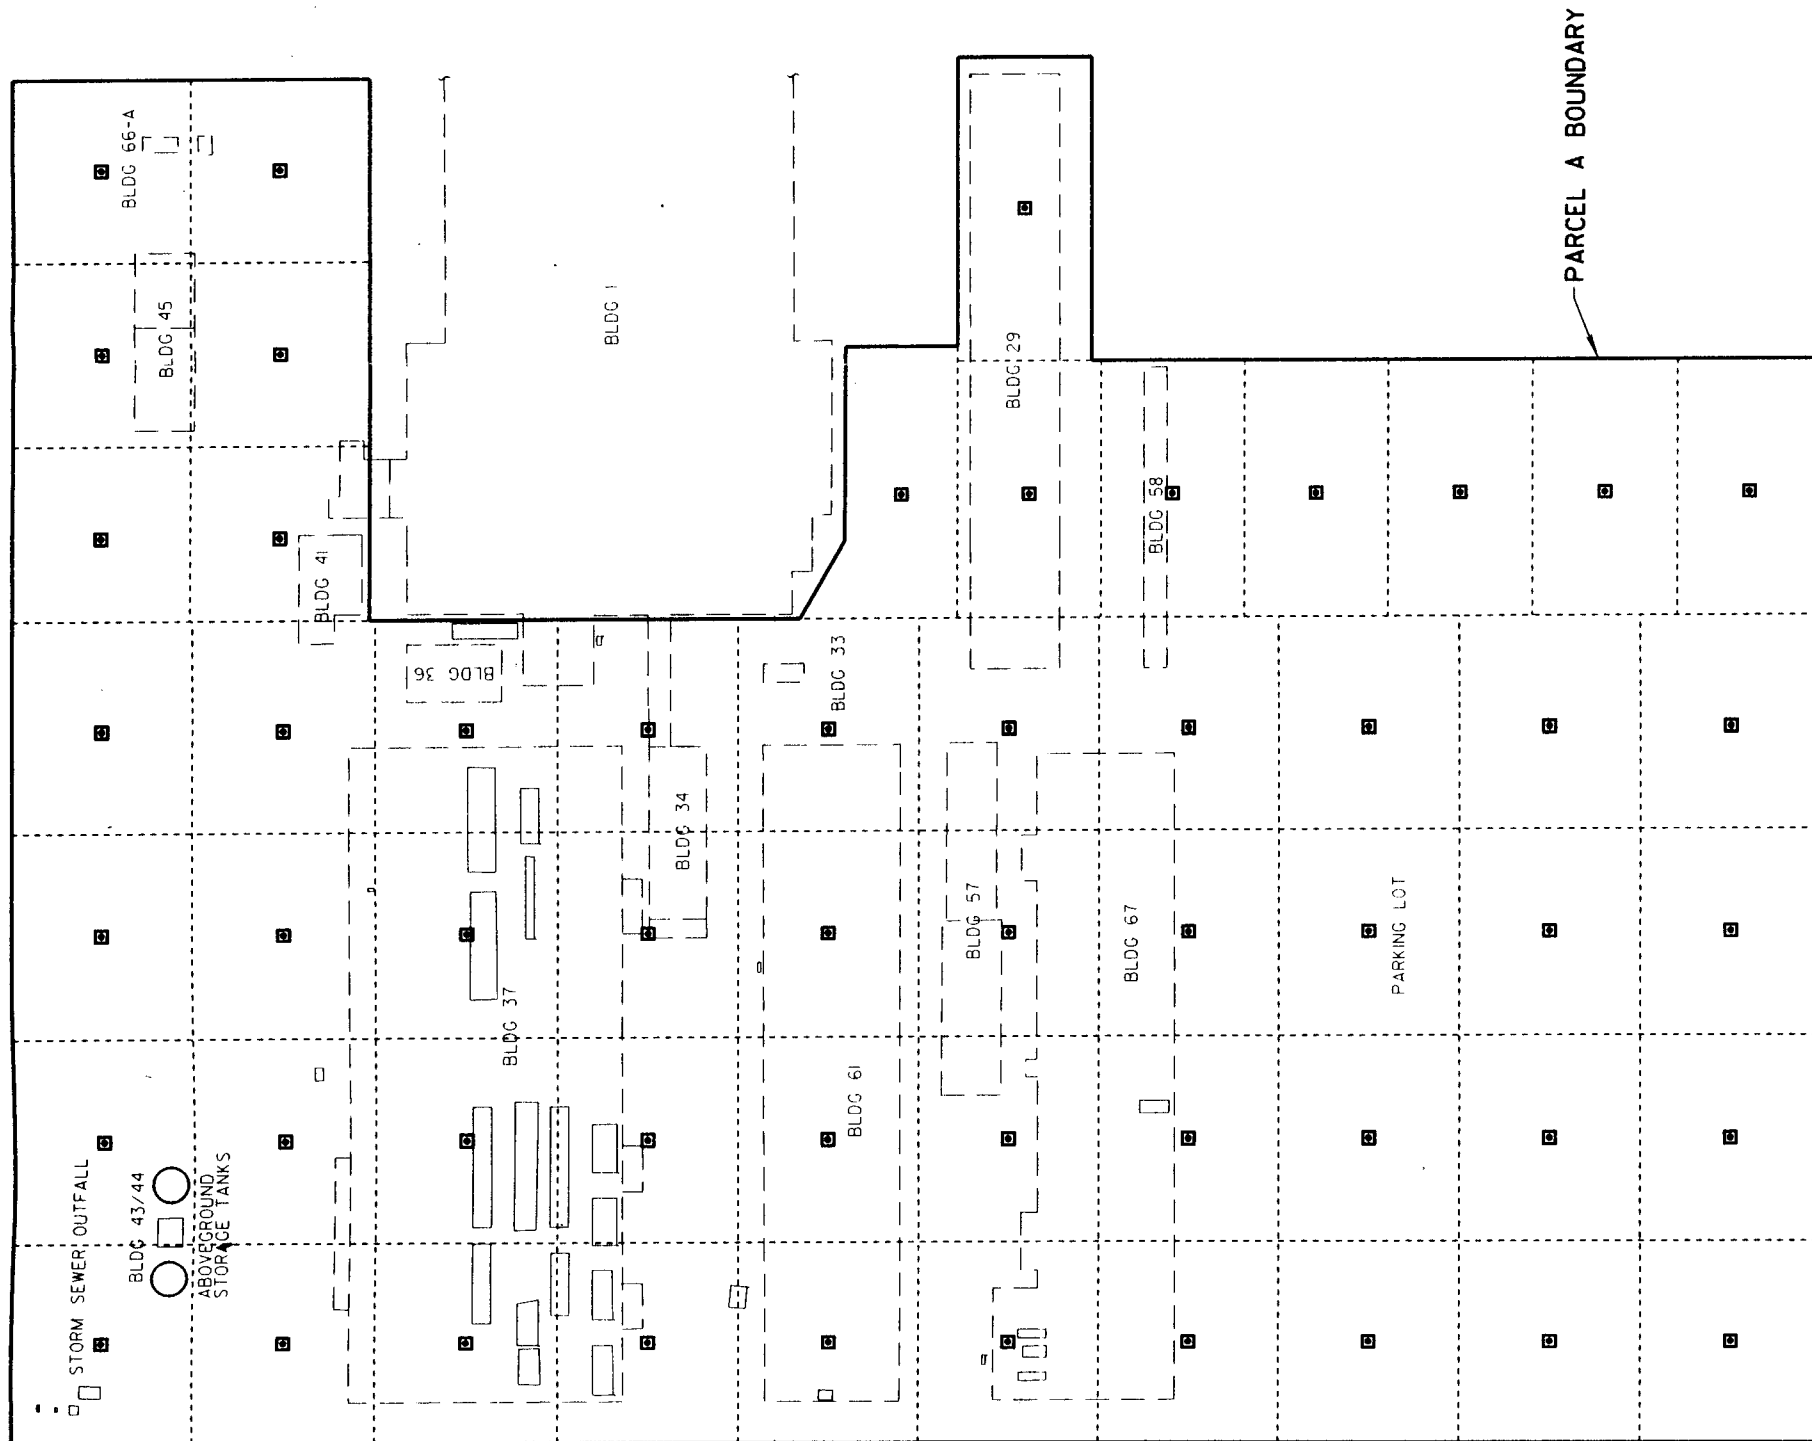 PARCEL A BOUNDARY
BLDG 66-A
BLDG 45
BLDG 1
BLDG 29
BLDG 41
BLDG 58
BLDG 36
BLDG 33
BLDG 34
BLDG 57
BLDG 67
PARKING LOT
BLDG 37
BLDG 61
STORM SEWER OUTFALL
BLDG 43/44
ABOVEGROUND
STORAGE TANKS